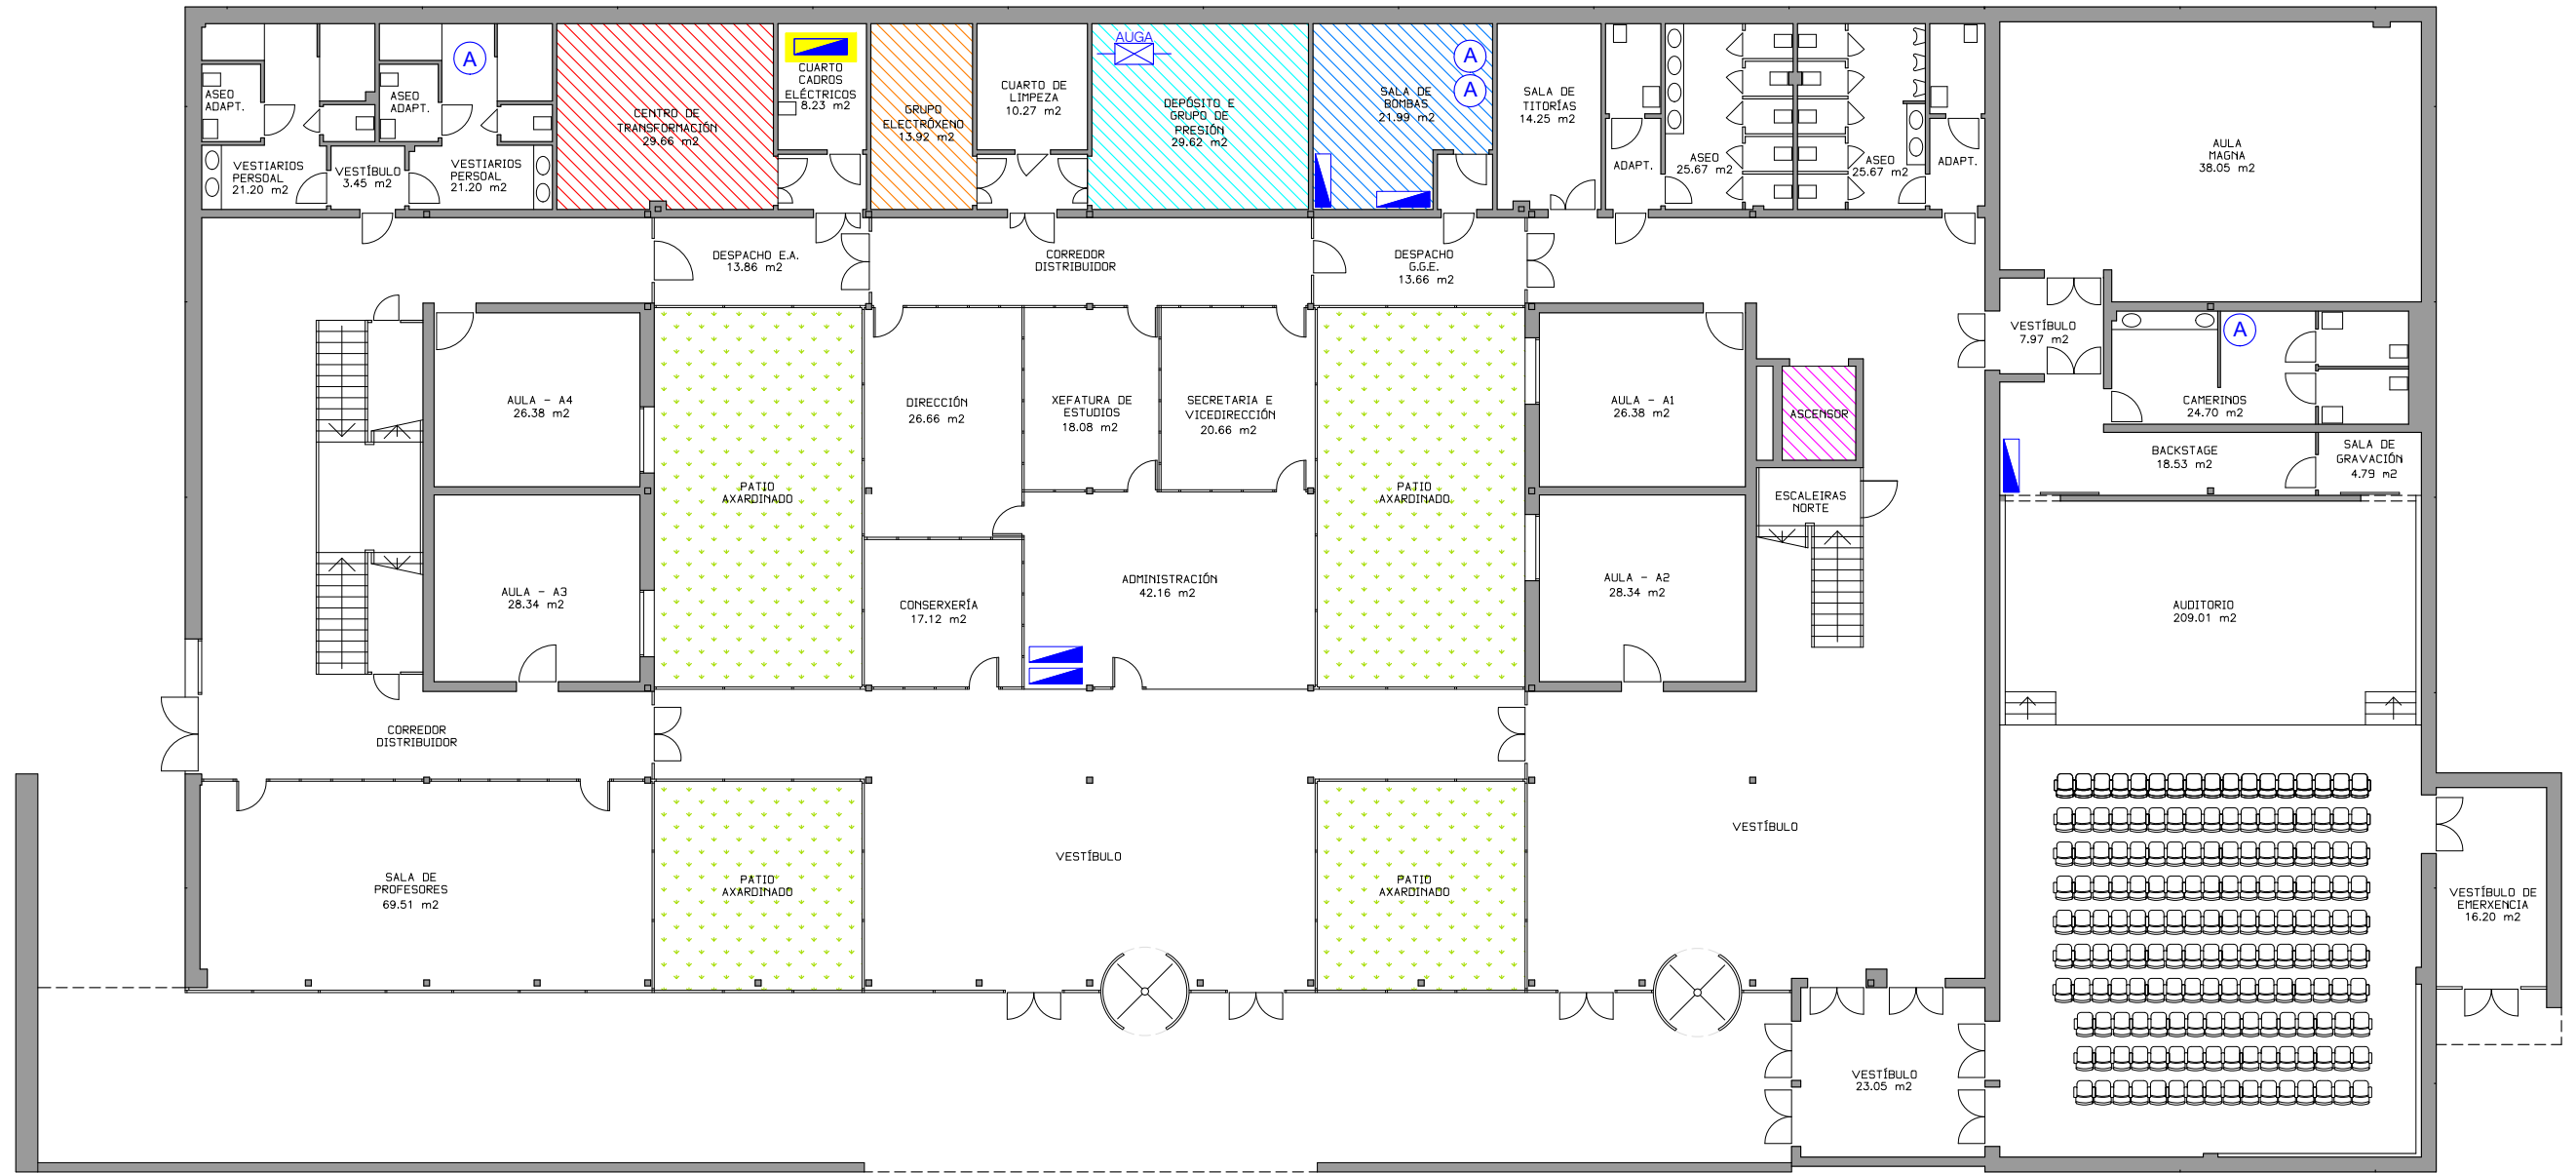 ASEO
ADAPT.
VESTIARIOS
PERSOAL
21.20 m2
VESTÍBULO
3.45 m2
ASEO
ADAPT.
A
VESTIARIOS
PERSOAL
21.20 m2
CENTRO DE
TRANSFORMACIÓN
29.66 m2
CUARTO
CADROS
ELÉCTRICOS
8.23 m2
GRUPO
ELECTRÓXENO
13.92 m2
CUARTO DE
LIMPEZA
10.27 m2
AUGA
DEPÓSITO E
GRUPO DE
PRESIÓN
29.62 m2
A
A
SALA DE
BOMBAS
21.99 m2
SALA DE
TITORÍAS
14.25 m2
ADAPT.
ASEO
25.67 m2
ASEO
25.67 m2
ADAPT.
AULA
MAGNA
38.05 m2
DESPACHO E.A.
13.86 m2
CORREDOR
DISTRIBUIDOR
DESPACHO
G.G.E.
13.66 m2
VESTÍBULO
7.97 m2
A
CAMERINOS
24.70 m2
AULA - A4
26.38 m2
DIRECCIÓN
26.66 m2
XEFATURA DE
ESTUDIOS
18.08 m2
SECRETARIA E
VICEDIRECCIÓN
20.66 m2
AULA - A1
26.38 m2
ASCENSOR
BACKSTAGE
18.53 m2
SALA DE
GRAVACIÓN
4.79 m2
PATIO
AXARDINADO
PATIO
AXARDINADO
ESCALEIRAS
NORTE
AULA - A3
28.34 m2
CONSERXERÍA
17.12 m2
ADMINISTRACIÓN
42.16 m2
AULA - A2
28.34 m2
AUDITORIO
209.01 m2
CORREDOR
DISTRIBUIDOR
SALA DE
PROFESORES
69.51 m2
PATIO
AXARDINADO
VESTÍBULO
PATIO
AXARDINADO
VESTÍBULO
VESTÍBULO DE
EMERXENCIA
16.20 m2
VESTÍBULO
23.05 m2